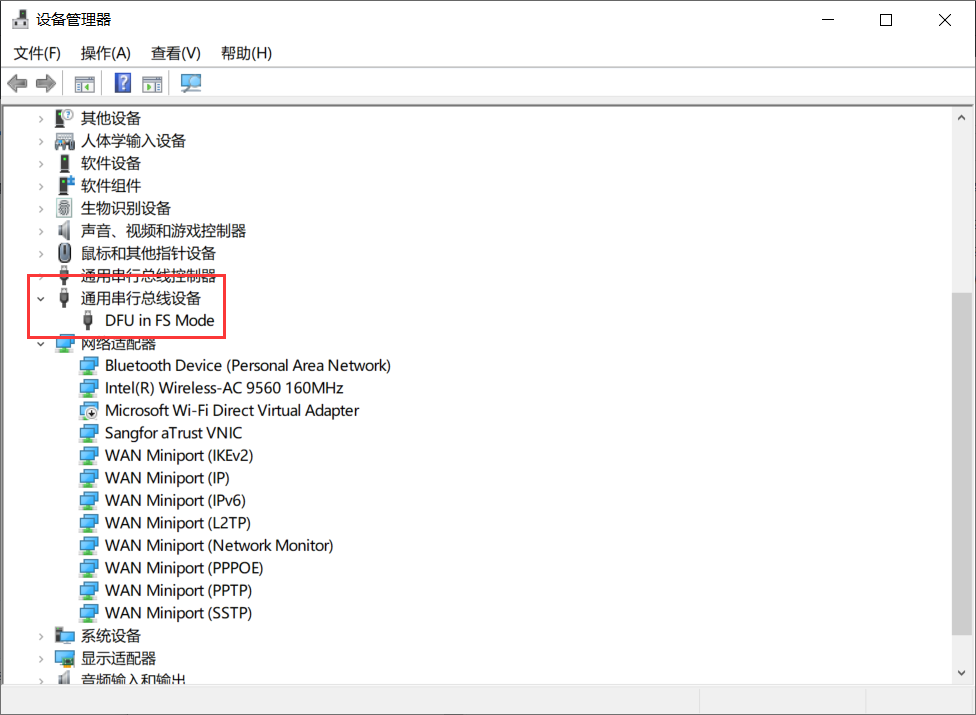 设备管理器
文件(F) 操作(A) 查看(V) 帮助(H)
其他设备
人体学输入设备
软件设备
软件组件
生物识别设备
声音、视频和游戏控制器
鼠标和其他指针设备
通用串行总线控制器
通用串行总线设备
DFU in FS Mode
网络适配器
Bluetooth Device (Personal Area Network)
Intel(R) Wireless-AC 9560 160MHz
Microsoft Wi-Fi Direct Virtual Adapter
Sangfor aTrust VNIC
WAN Miniport (IKEv2)
WAN Miniport (IP)
WAN Miniport (IPv6)
WAN Miniport (L2TP)
WAN Miniport (Network Monitor)
WAN Miniport (PPPOE)
WAN Miniport (PPTP)
WAN Miniport (SSTP)
系统设备
显示适配器
音频输入和输出